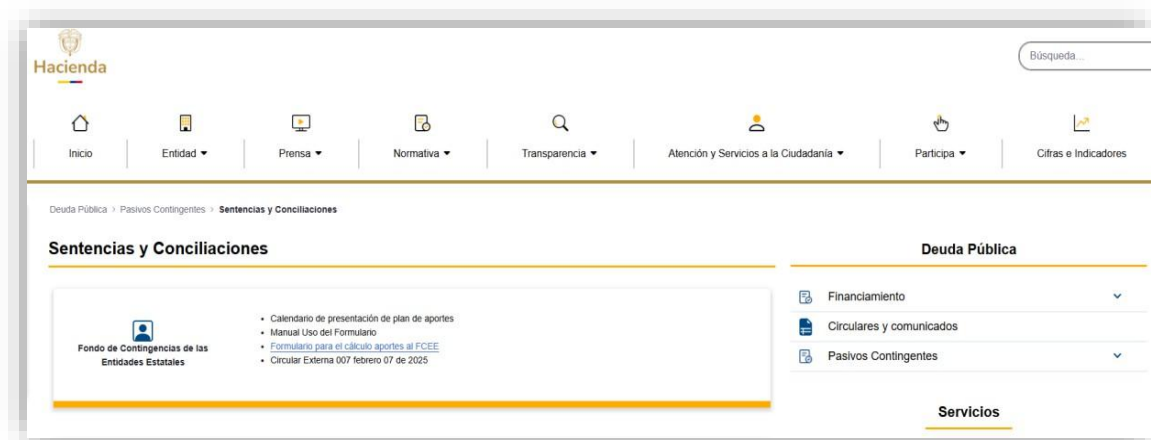 Hacienda
Búsqueda...
Inicio
Entidad
Prensa
Normativa
Transparencia
Atención y Servicios a la Ciudadanía
Participa
Cifras e Indicadores
Deuda Pública > Pasivos Contingentes > Sentencias y Conciliaciones
Sentencias y Conciliaciones
Fondo de Contingencias de las
Entidades Estatales
• Calendario de presentación de plan de aportes
• Manual Uso del Formulario
• Formulario para el cálculo aportes al FCEE
• Circular Externa 007 febrero 07 de 2025
Deuda Pública
Financiamiento
Circulares y comunicados
Pasivos Contingentes
Servicios